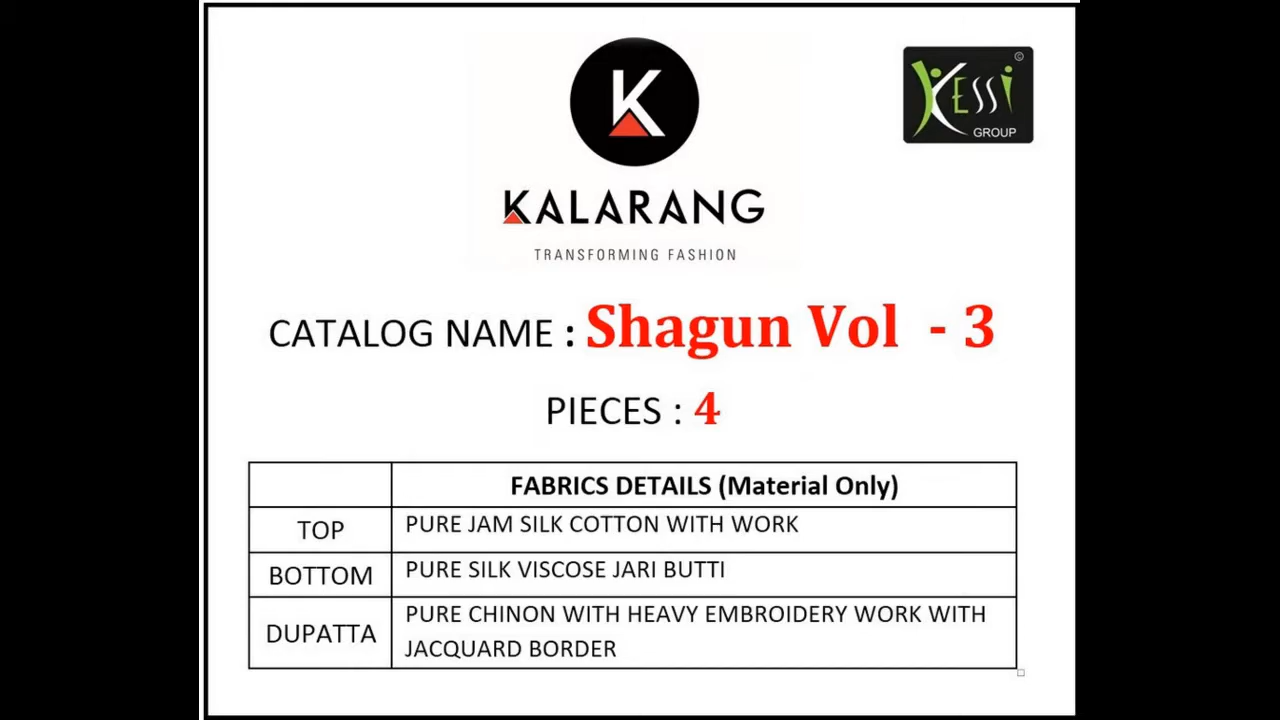 K
©
KESSI
GROUP
KALARANG
TRANSFORMING FASHION
CATALOG NAME : Shagun Vol - 3
PIECES : 4
FABRICS DETAILS (Material Only)
TOP
PURE JAM SILK COTTON WITH WORK
BOTTOM
PURE SILK VISCOSE JARI BUTTI
DUPATTA
PURE CHINON WITH HEAVY EMBROIDERY WORK WITH
JACQUARD BORDER